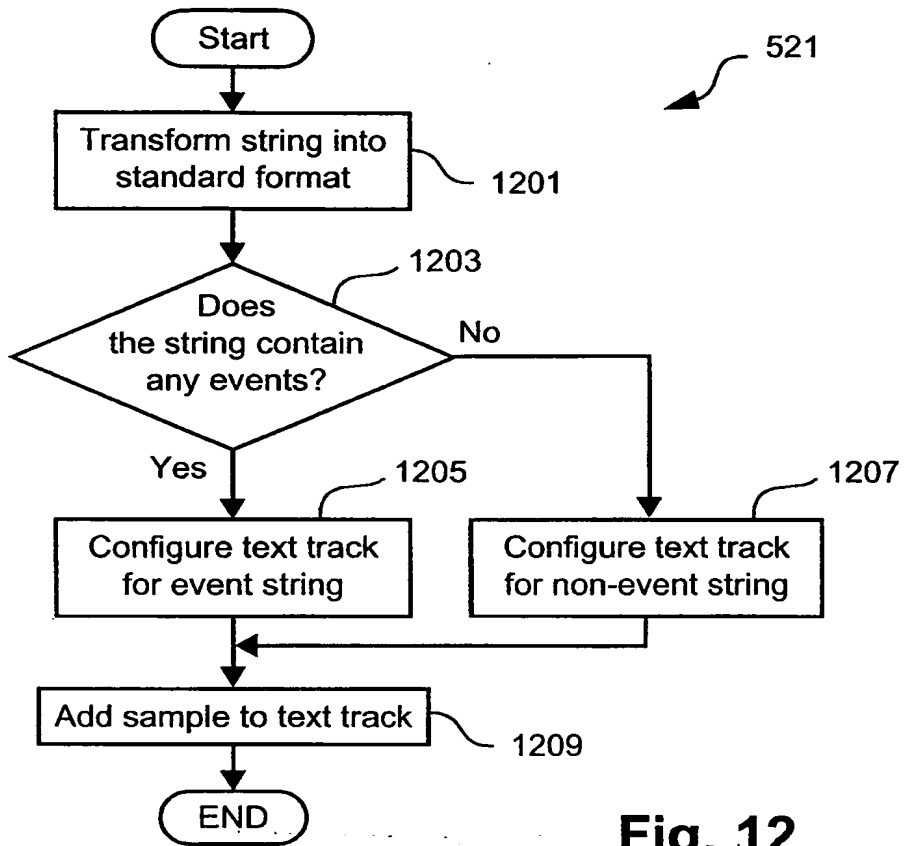 Start
521
Transform string into
standard format
1201
1203
Does
the string contain
any events?
No
Yes
1205
1207
Configure text track
for event string
Configure text track
for non-event string
Add sample to text track
1209
END
Fig. 12